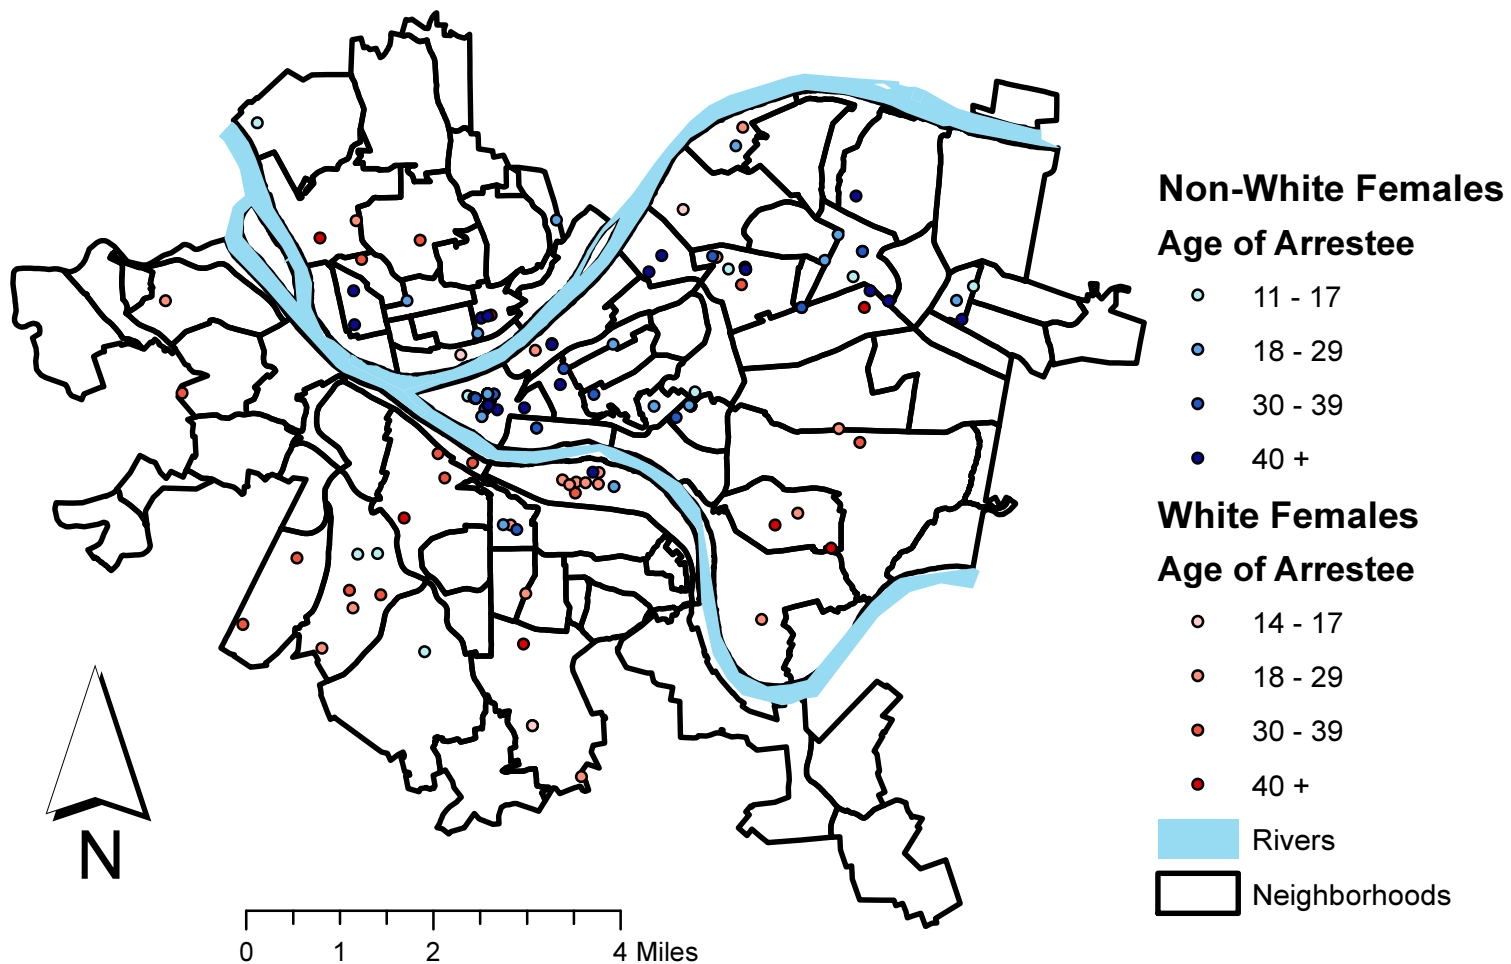 Non-White Females
Age of Arrestee
11 - 17
18 - 29
30 - 39
40 +
White Females
Age of Arrestee
14 - 17
18 - 29
30 - 39
40 +
Rivers
Neighborhoods
N
0 1 2 4 Miles